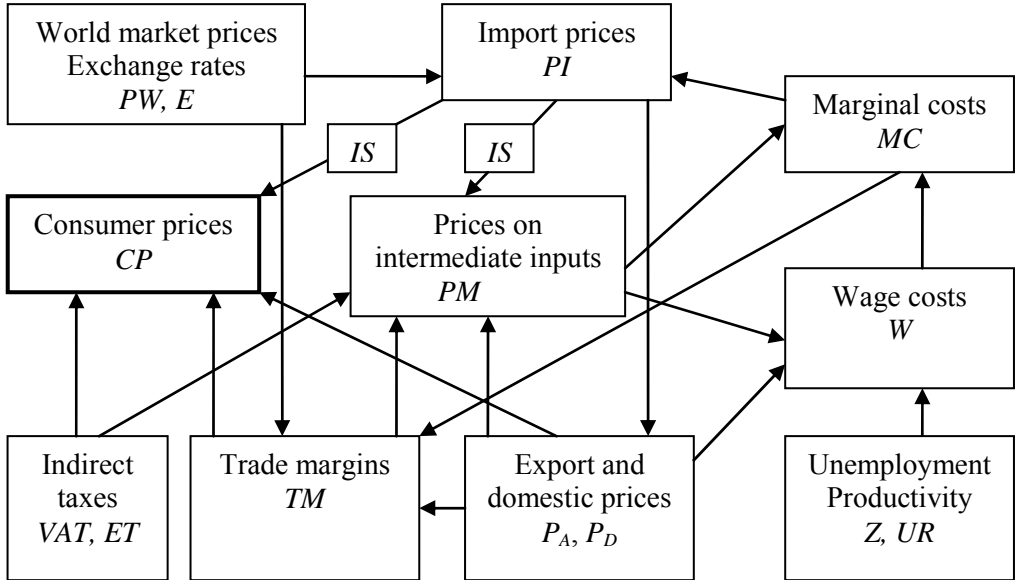 World market prices
Exchange rates
PW, E
Import prices
PI
Marginal costs
MC
IS
IS
Consumer prices
CP
Prices on
intermediate inputs
PM
Wage costs
W
Indirect
taxes
VAT, ET
Trade margins
TM
Export and
domestic prices
P_A, P_D
Unemployment
Productivity
Z, UR